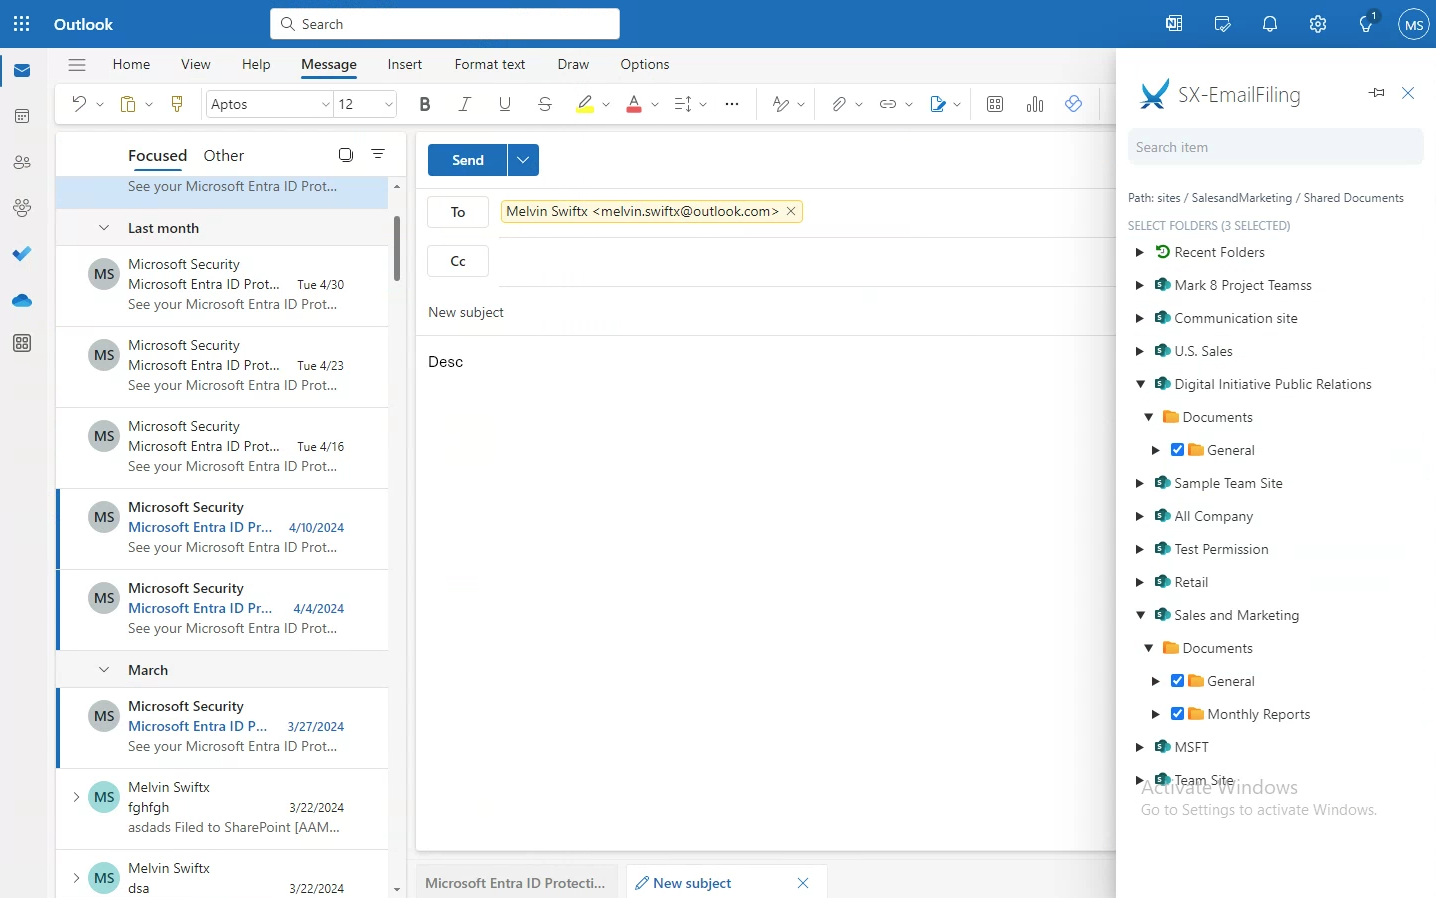 Outlook
Search
1
MS
Home View Help Message Insert Format text Draw Options
Aptos 12 B I U S A
Focused Other
See your Microsoft Entra ID Prot...
Last month
MS
Microsoft Security
Microsoft Entra ID Prot... Tue 4/30
See your Microsoft Entra ID Prot...
MS
Microsoft Security
Microsoft Entra ID Prot... Tue 4/23
See your Microsoft Entra ID Prot...
MS
Microsoft Security
Microsoft Entra ID Prot... Tue 4/16
See your Microsoft Entra ID Prot...
MS
Microsoft Security
Microsoft Entra ID Pr... 4/10/2024
See your Microsoft Entra ID Prot...
MS
Microsoft Security
Microsoft Entra ID Pr... 4/4/2024
See your Microsoft Entra ID Prot...
March
MS
Microsoft Security
Microsoft Entra ID P... 3/27/2024
See your Microsoft Entra ID Prot...
MS
Melvin Swiftx
fghfgh 3/22/2024
asdads Filed to SharePoint [AAM...
MS
Melvin Swiftx
dsa 3/22/2024
Send
To Melvin Swiftx <melvin.swiftx@outlook.com>
Cc
New subject
Desc
Microsoft Entra ID Protecti... New subject
SX-EmailFiling
Search item
Path: sites / SalesandMarketing / Shared Documents
SELECT FOLDERS (3 SELECTED)
Recent Folders
Mark 8 Project Teamss
Communication site
U.S. Sales
Digital Initiative Public Relations
Documents
General
Sample Team Site
All Company
Test Permission
Retail
Sales and Marketing
Documents
General
Monthly Reports
MSFT
Team Site
Activate Windows
Go to Settings to activate Windows.